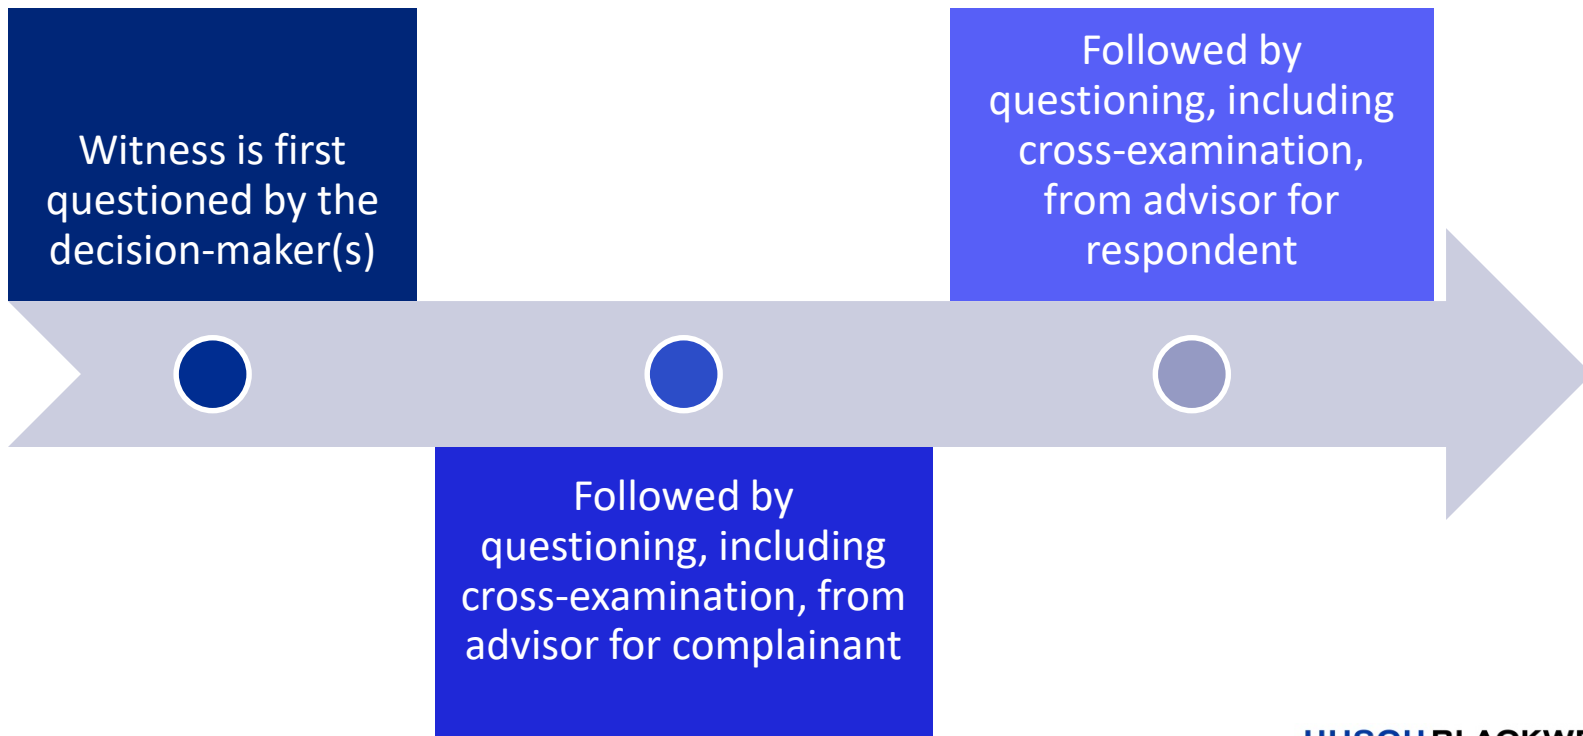 Witness is first
questioned by the
decision-maker(s)
Followed by
questioning, including
cross-examination, from
advisor for complainant
Followed by
questioning, including
cross-examination,
from advisor for
respondent